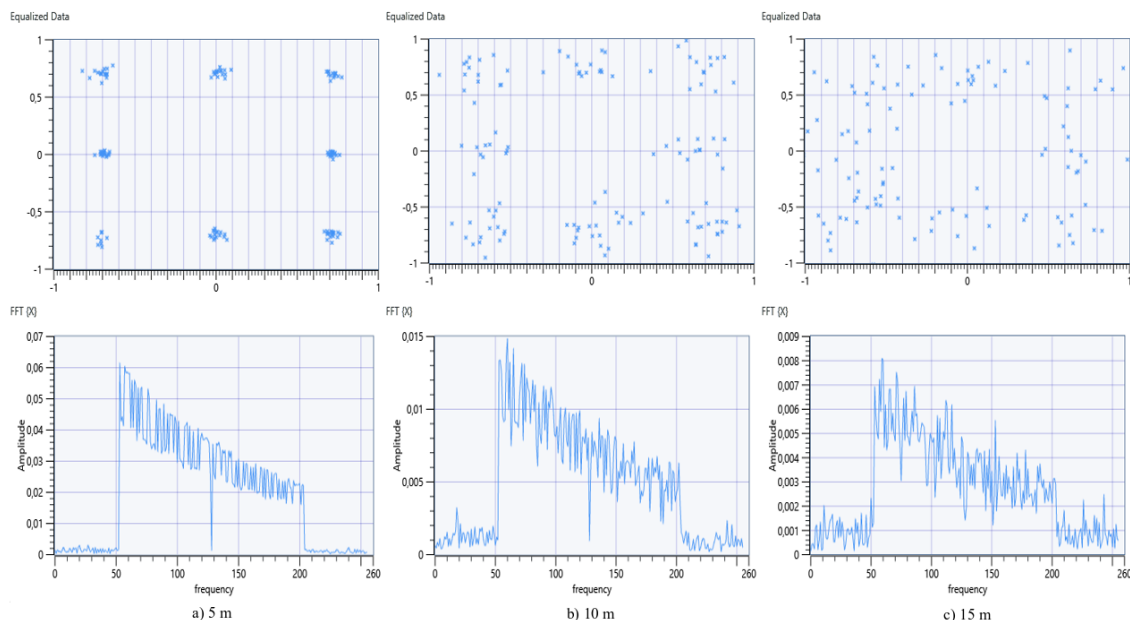 Equalized Data
1
0,5
0
-0,5
-1
-1 0 1
Equalized Data
1
0,5
0
-0,5
-1
-1 0 1
Equalized Data
1
0,5
0
-0,5
-1
-1 0 1
FFT {X}
0,07
0,06
0,05
0,04
0,03
0,02
0,01
0
Amplitude
0 50 100 150 200 260
frequency
FFT {X}
0,015
0,01
0,005
0
Amplitude
0 50 100 150 200 260
frequency
FFT {X}
0,009
0,008
0,007
0,006
0,005
0,004
0,003
0,002
0,001
0
Amplitude
0 50 100 150 200 260
frequency
a) 5 m
b) 10 m
c) 15 m